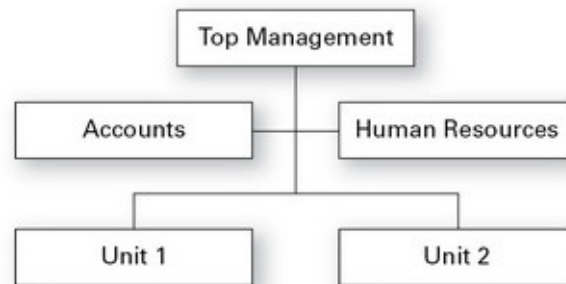 Top Management
Accounts
Human Resources
Unit 1
Unit 2